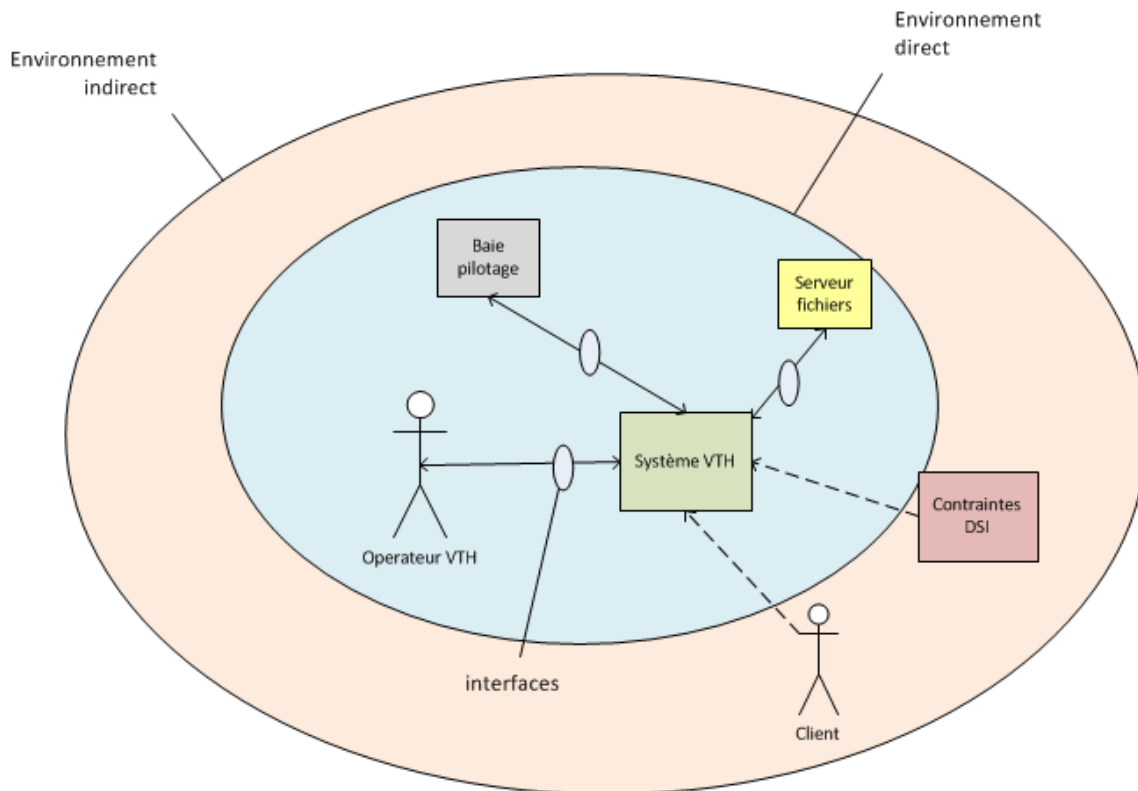 Environnement
direct
Environnement
indirect
Baie
pilotage
Serveur
fichiers
Système VTH
Contraintes
DSI
Operateur VTH
interfaces
Client